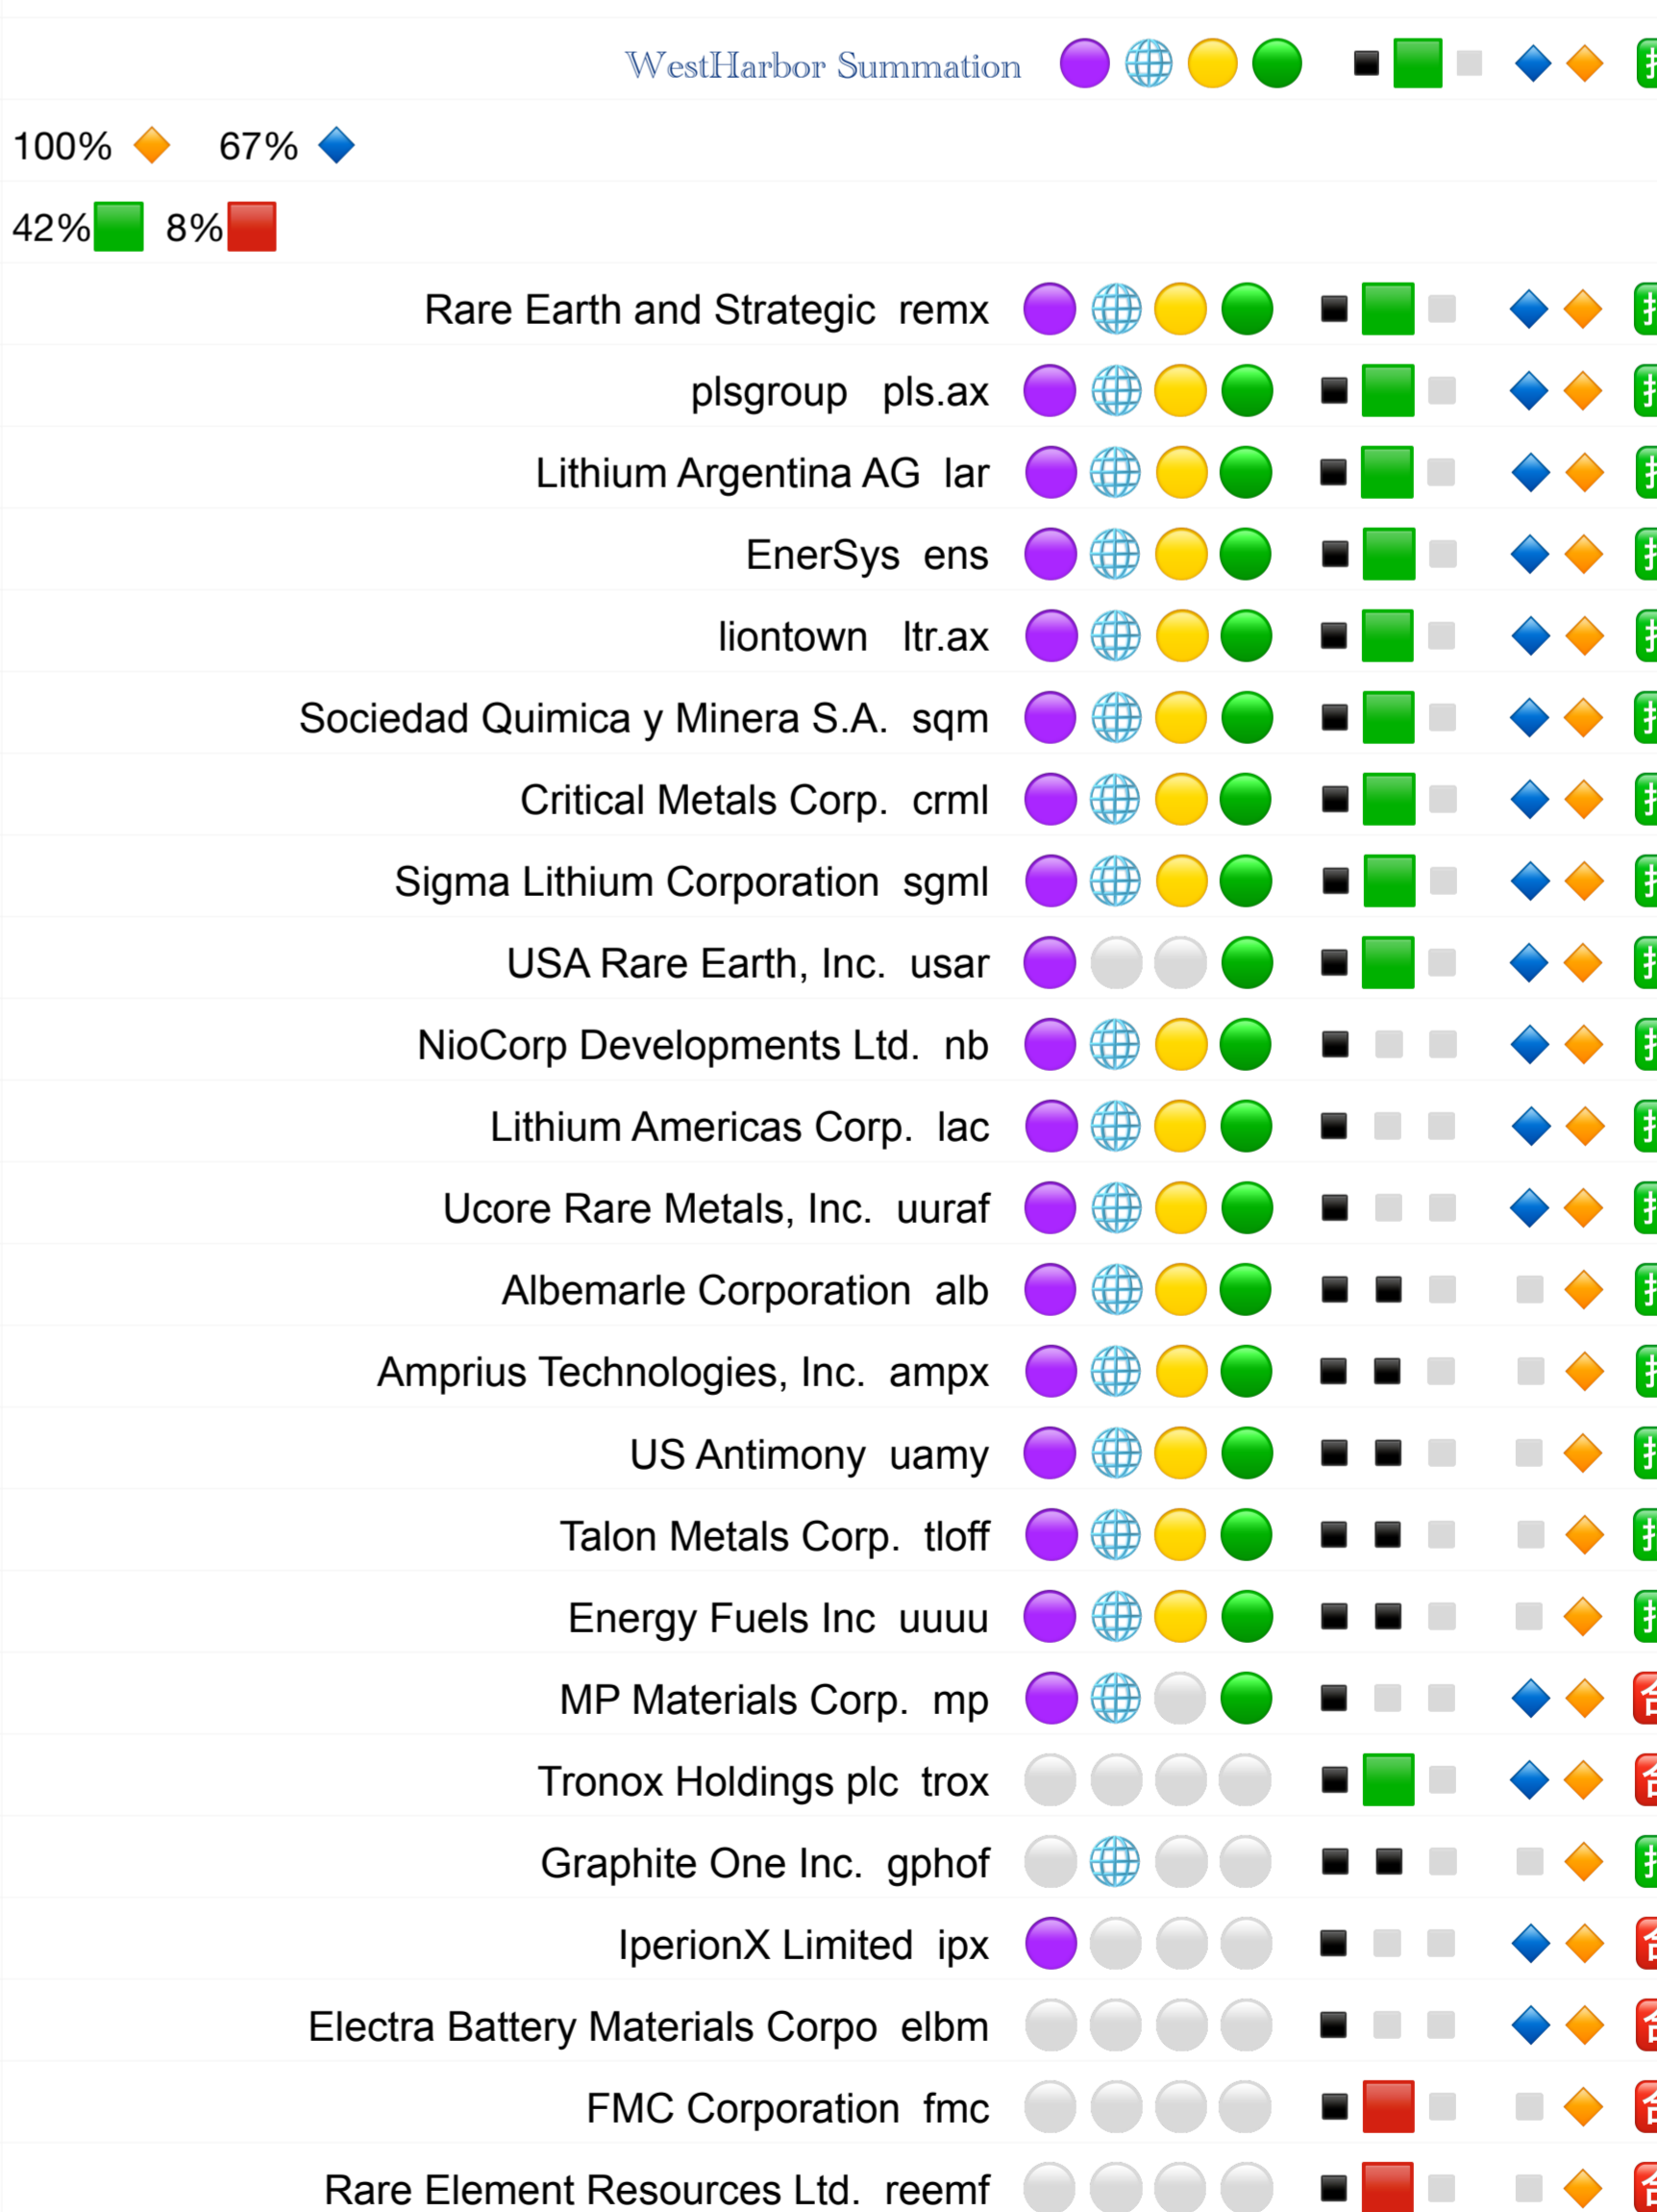 WestHarbor Summation
100% 67%
42% 8%
Rare Earth and Strategic remx
plsgroup pls.ax
Lithium Argentina AG lar
EnerSys ens
liontown ltr.ax
Sociedad Quimica y Minera S.A. sqm
Critical Metals Corp. crml
Sigma Lithium Corporation sgml
USA Rare Earth, Inc. usar
NioCorp Developments Ltd. nb
Lithium Americas Corp. lac
Ucore Rare Metals, Inc. uuraf
Albemarle Corporation alb
Amprius Technologies, Inc. ampx
US Antimony uamy
Talon Metals Corp. tloff
Energy Fuels Inc uuuu
MP Materials Corp. mp
Tronox Holdings plc trox
Graphite One Inc. gphof
IperionX Limited ipx
Electra Battery Materials Corpo elbm
FMC Corporation fmc
Rare Element Resources Ltd. reemf